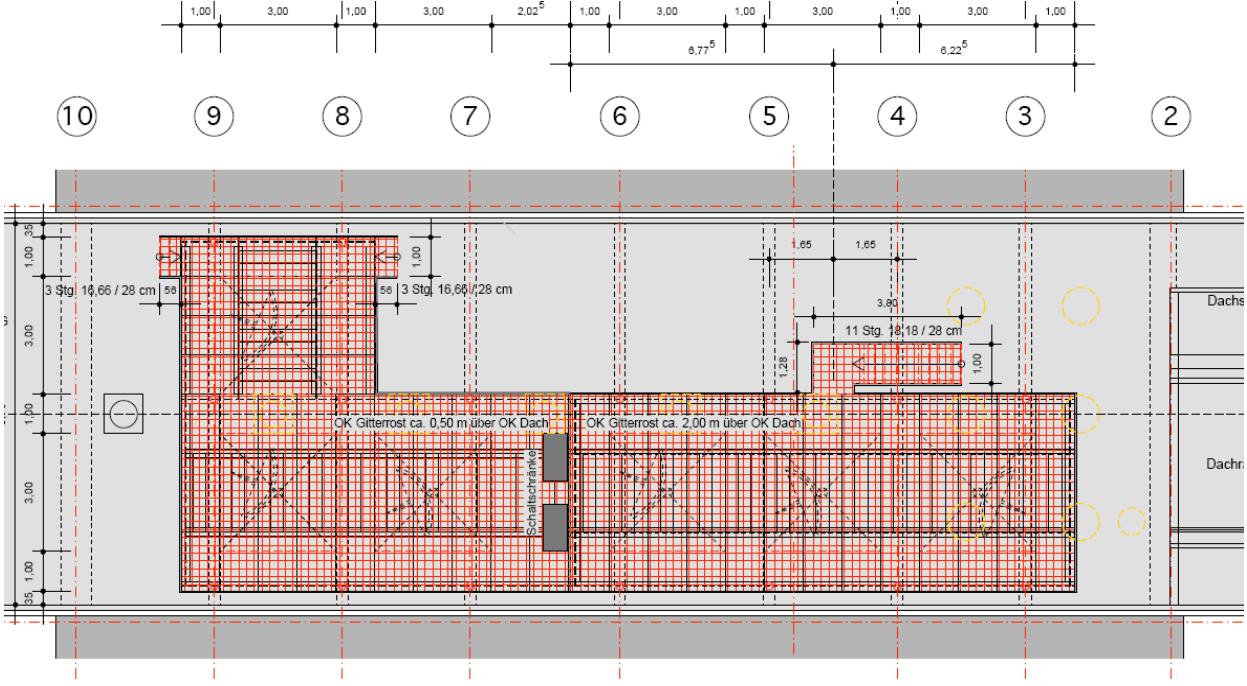 1,00 3,00 1,00 3,00 2,02⁵ 1,00 3,00 1,00 3,00 1,00 3,00 1,00
6,77⁵ 6,22⁵
10 9 8 7 6 5 4 3 2
35
1,00
1,00
1,65 1,65
3 Stg. 16,66 / 28 cm
56
56
3 Stg. 16,66 / 28 cm
3,80
Dachs
11 Stg. 18,18 / 28 cm
3,00
1,28
1,00
1,00
OK Gitterrost ca. 0,50 m über OK Dach
OK Gitterrost ca. 2,00 m über OK Dach
Dachra
Schaltschränke
3,00
1,00
35